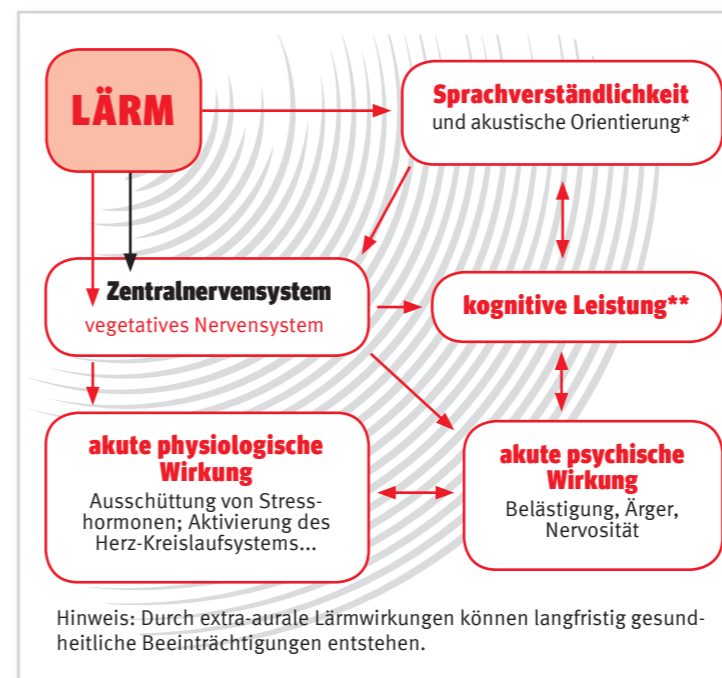 LÄRM
Sprachverständlichkeit
und akustische Orientierung*
Zentralnervensystem
vegetatives Nervensystem
kognitive Leistung**
akute physiologische
Wirkung
Ausschüttung von Stress-
hormonen; Aktivierung des
Herz-Kreislaufsystems...
akute psychische
Wirkung
Belästigung, Ärger,
Nervosität
Hinweis: Durch extra-aurale Lärmwirkungen können langfristig gesund-
heitliche Beeinträchtigungen entstehen.